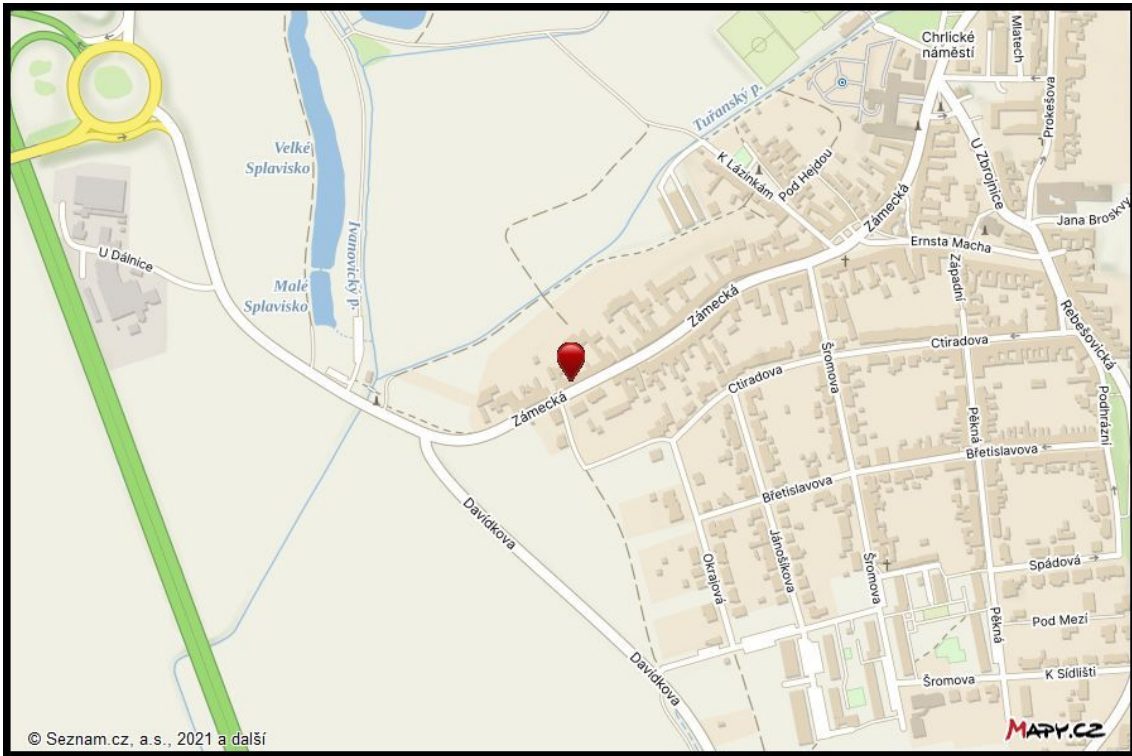 Chrlické
náměstí
Mlatech
Prokešova
Tuřanský p.
Velké
Splavisko
K Lázinkám
Pod Hejdou
U Zbrojnice
Zámecká
Jana Broskvy
Ivanovický p.
U Dálnice
Ernsta Macha
Západní
Malé
Splavisko
Zámecká
Rebešovická
Šromova
Ctiradova
Ctiradova
Zámecká
Podhrázní
Pěkná
Břetislavova
Břetislavova
Davídkova
Jánošíkova
Okrajová
Šromova
Spádová
Pěkná
Pod Mezí
Davídkova
Šromova
K Sídlišti
© Seznam.cz, a.s., 2021 a další
MAPY.CZ